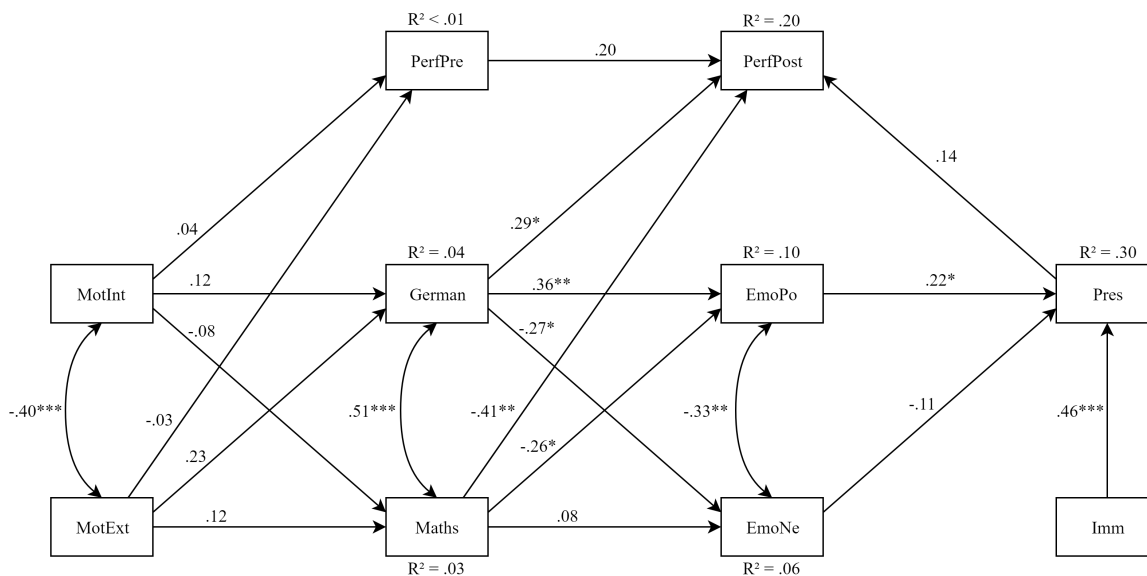 R² < .01
R² = .20
PerfPre
.20
PerfPost
.14
.04
.29*
R² = .04
R² = .10
R² = .30
MotInt
.12
German
.36**
EmoPo
.22*
Pres
-.08
-.27*
-.40***
-.03
.51***
-.41**
-.33**
-.11
.46***
.23
-.26*
MotExt
.12
Maths
.08
EmoNe
Imm
R² = .03
R² = .06